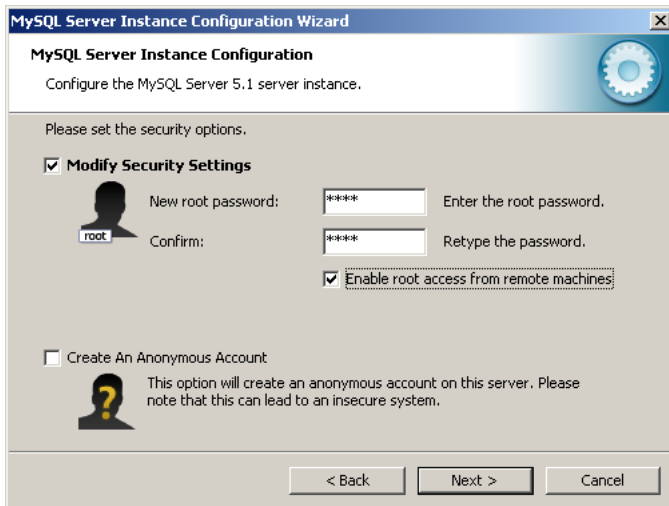 MySQL Server Instance Configuration Wizard
MySQL Server Instance Configuration
Configure the MySQL Server 5.1 server instance.
Please set the security options.
Modify Security Settings
root
New root password: **** Enter the root password.
Confirm: **** Retype the password.
Enable root access from remote machines
Create An Anonymous Account
This option will create an anonymous account on this server. Please
note that this can lead to an insecure system.
< Back Next > Cancel